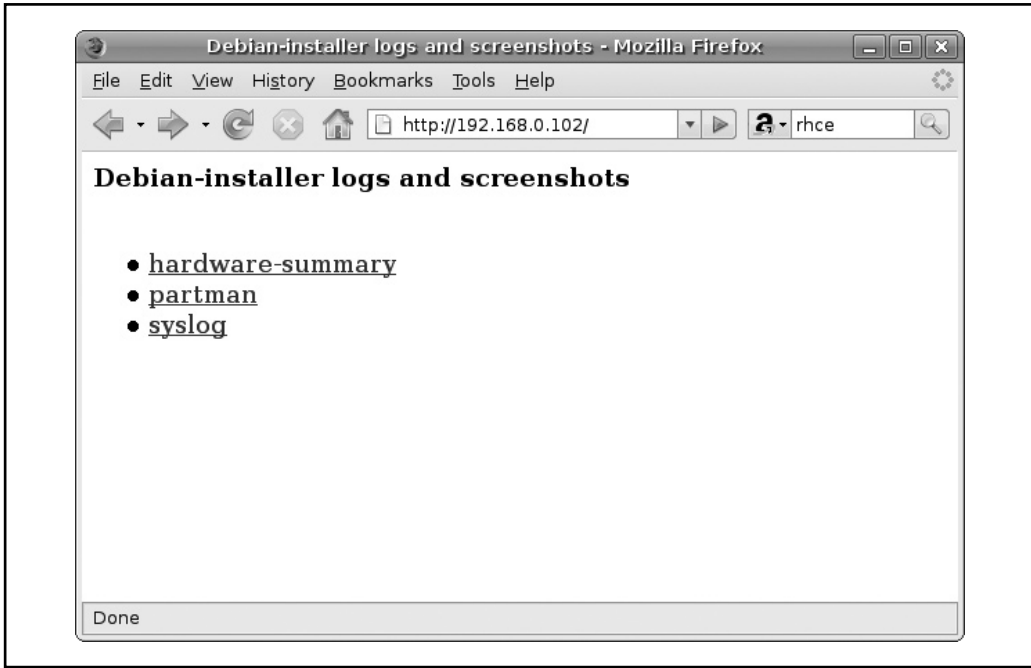 Debian-installer logs and screenshots - Mozilla Firefox
File Edit View History Bookmarks Tools Help
http://192.168.0.102/ a rhce
Debian-installer logs and screenshots
hardware-summary
partman
syslog
Done